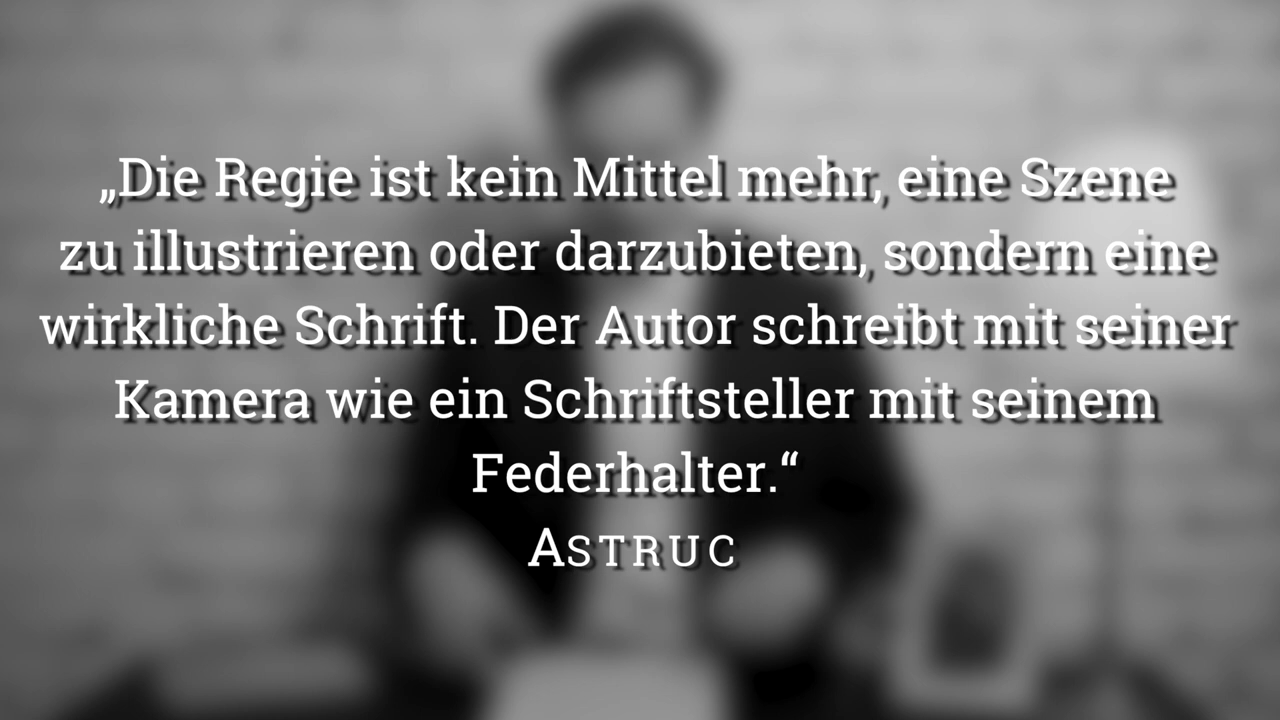 „Die Regie ist kein Mittel mehr, eine Szene
zu illustrieren oder darzubieten, sondern eine
wirkliche Schrift. Der Autor schreibt mit seiner
Kamera wie ein Schriftsteller mit seinem
Federhalter.“
ASTRUC